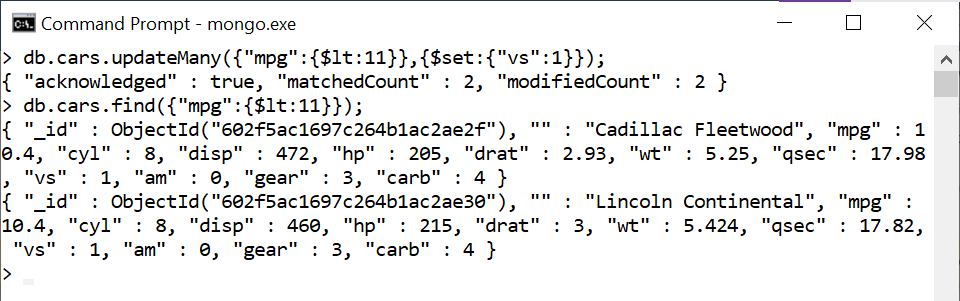 Command Prompt - mongo.exe
> db.cars.updateMany({"mpg":{$lt:11}},{$set:{"vs":1}});
{ "acknowledged" : true, "matchedCount" : 2, "modifiedCount" : 2 }
> db.cars.find({"mpg":{$lt:11}});
{ "_id" : ObjectId("602f5ac1697c264b1ac2ae2f"), "" : "Cadillac Fleetwood", "mpg" : 1
0.4, "cyl" : 8, "disp" : 472, "hp" : 205, "drat" : 2.93, "wt" : 5.25, "qsec" : 17.98
, "vs" : 1, "am" : 0, "gear" : 3, "carb" : 4 }
{ "_id" : ObjectId("602f5ac1697c264b1ac2ae30"), "" : "Lincoln Continental", "mpg" :
10.4, "cyl" : 8, "disp" : 460, "hp" : 215, "drat" : 3, "wt" : 5.424, "qsec" : 17.82,
 "vs" : 1, "am" : 0, "gear" : 3, "carb" : 4 }
>